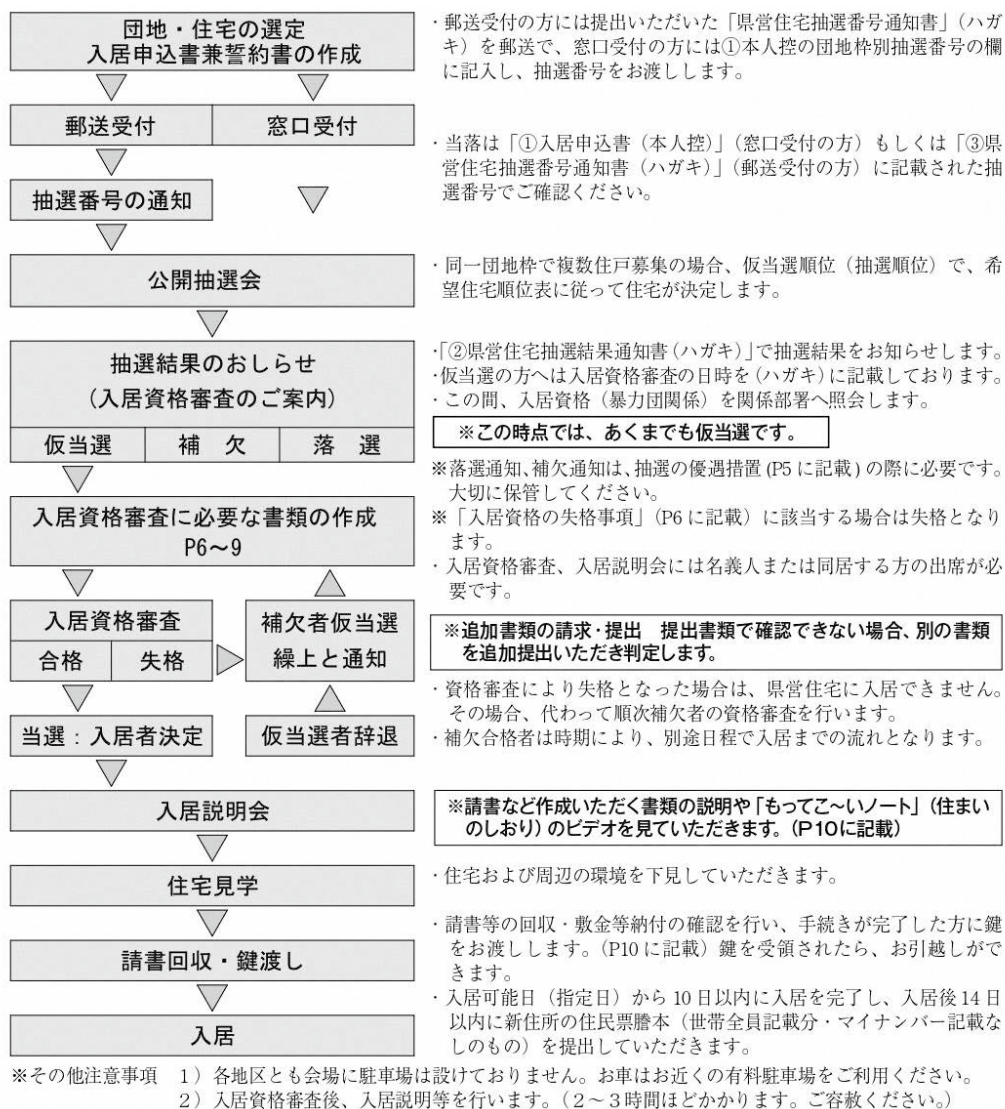 団地・住宅の選定
入居申込書兼誓約書の作成
郵送受付
窓口受付
抽選番号の通知
公開抽選会
抽選結果のおしらせ
(入居資格審査のご案内)
仮当選
補　欠
落　選
入居資格審査に必要な書類の作成
P6〜9
入居資格審査
合格
失格
補欠者仮当選
繰上と通知
当選：入居者決定
仮当選者辞退
入居説明会
住宅見学
請書回収・鍵渡し
入居
・郵送受付の方には提出いただいた「県営住宅抽選番号通知書」（ハガ
キ）を郵送で、窓口受付の方には①本人控の団地枠別抽選番号の欄
に記入し、抽選番号をお渡しします。
・当落は「①入居申込書（本人控）」（窓口受付の方）もしくは「③県
営住宅抽選番号通知書（ハガキ）」（郵送受付の方）に記載された抽
選番号でご確認ください。
・同一団地枠で複数住戸募集の場合、仮当選順位（抽選順位）で、希
望住宅順位表に従って住宅が決定します。
・「②県営住宅抽選結果通知書（ハガキ）」で抽選結果をお知らせします。
・仮当選の方へは入居資格審査の日時を（ハガキ）に記載しております。
・この間、入居資格（暴力団関係）を関係部署へ照会します。
※この時点では、あくまでも仮当選です。
※落選通知、補欠通知は、抽選の優遇措置(P5 に記載)の際に必要です。
大切に保管してください。
※「入居資格の失格事項」（P6 に記載）に該当する場合は失格となり
ます。
・入居資格審査、入居説明会には名義人または同居する方の出席が必
要です。
※追加書類の請求・提出　提出書類で確認できない場合、別の書類
を追加提出いただき判定します。
・資格審査により失格となった場合は、県営住宅に入居できません。
その場合、代わって順次補欠者の資格審査を行います。
・補欠合格者は時期により、別途日程で入居までの流れとなります。
※請書など作成いただく書類の説明や「もってこ〜いノート」（住まい
のしおり）のビデオを見ていただきます。（P10に記載）
・住宅および周辺の環境を下見していただきます。
・請書等の回収・敷金等納付の確認を行い、手続きが完了した方に鍵
をお渡しします。（P10 に記載）鍵を受領されたら、お引越しがで
きます。
・入居可能日（指定日）から 10 日以内に入居を完了し、入居後 14 日
以内に新住所の住民票謄本（世帯全員記載分・マイナンバー記載な
しのもの）を提出していただきます。
※その他注意事項　1）各地区とも会場に駐車場は設けておりません。お車はお近くの有料駐車場をご利用ください。
2）入居資格審査後、入居説明等を行います。（2〜3時間ほどかかります。ご容赦ください。）